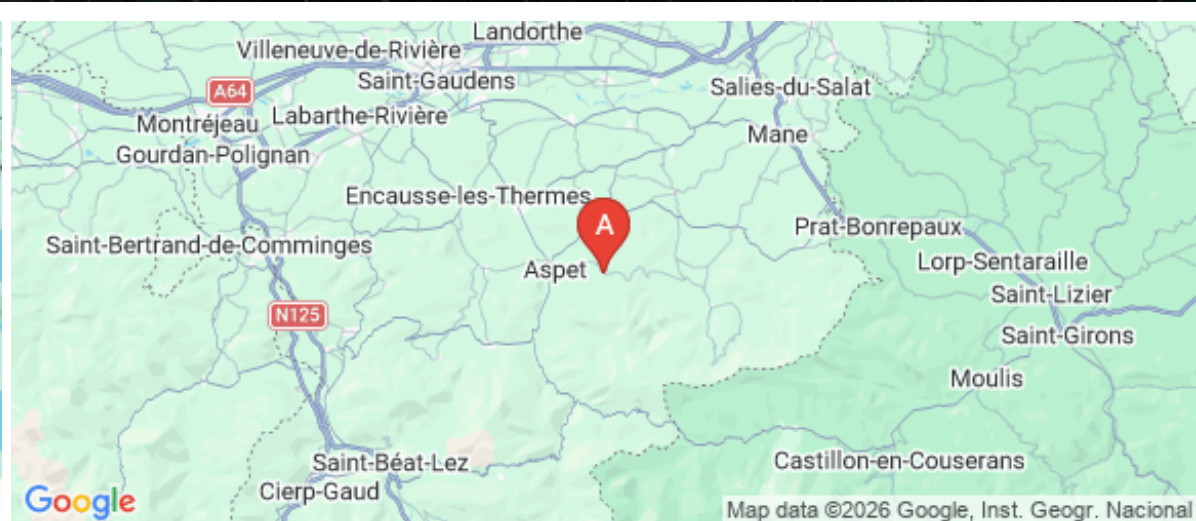 Landorthe
Villeneuve-de-Rivière
Saint-Gaudens
A64
Salies-du-Salat
Montréjeau
Labarthe-Rivière
Mane
Gourdan-Polignan
Encausse-les-Thermes
A
Prat-Bonrepaux
Saint-Bertrand-de-Comminges
Lorp-Sentaraille
Aspet
Saint-Lizier
N125
Saint-Girons
Moulis
Saint-Béat-Lez
Castillon-en-Couserans
Cierp-Gaud
Google
Map data ©2026 Google, Inst. Geogr. Nacional